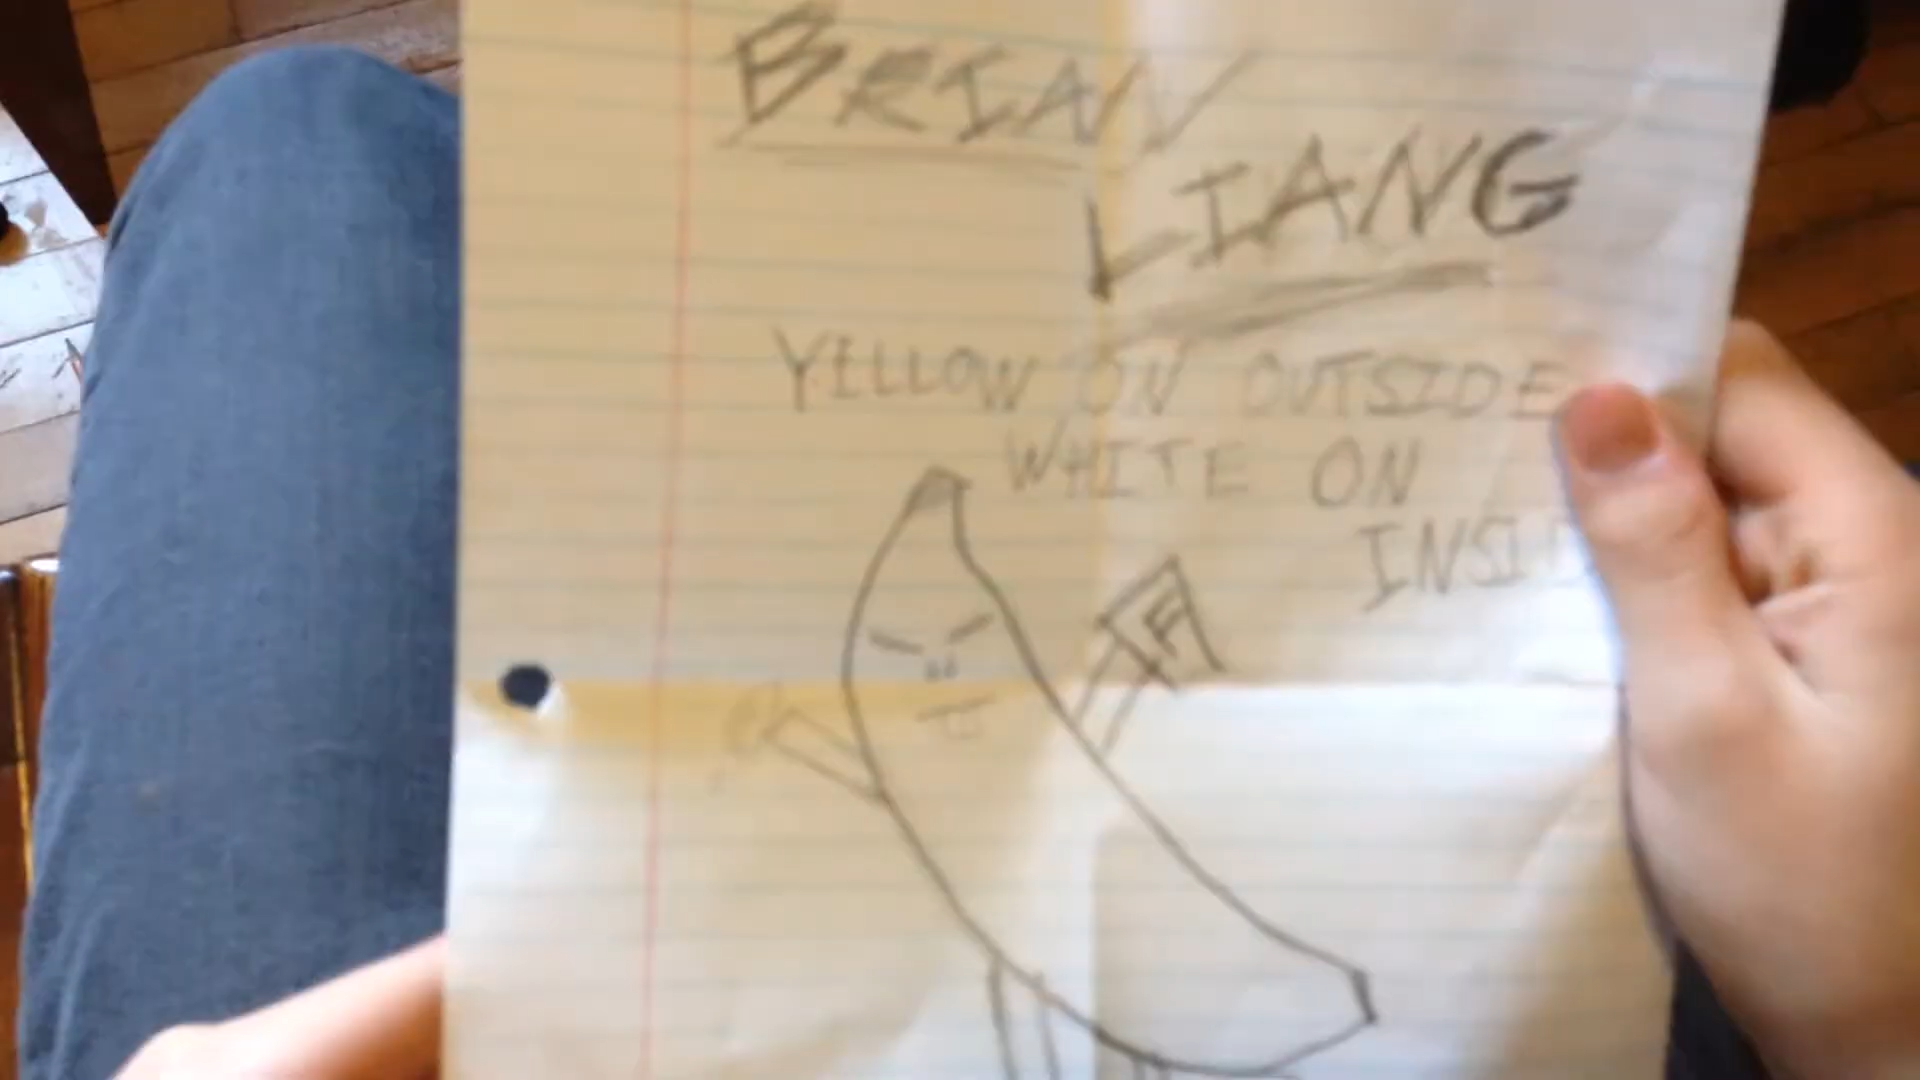 BRIAN
LIANG
YELLOW ON OUTSIDE
WHITE ON
F